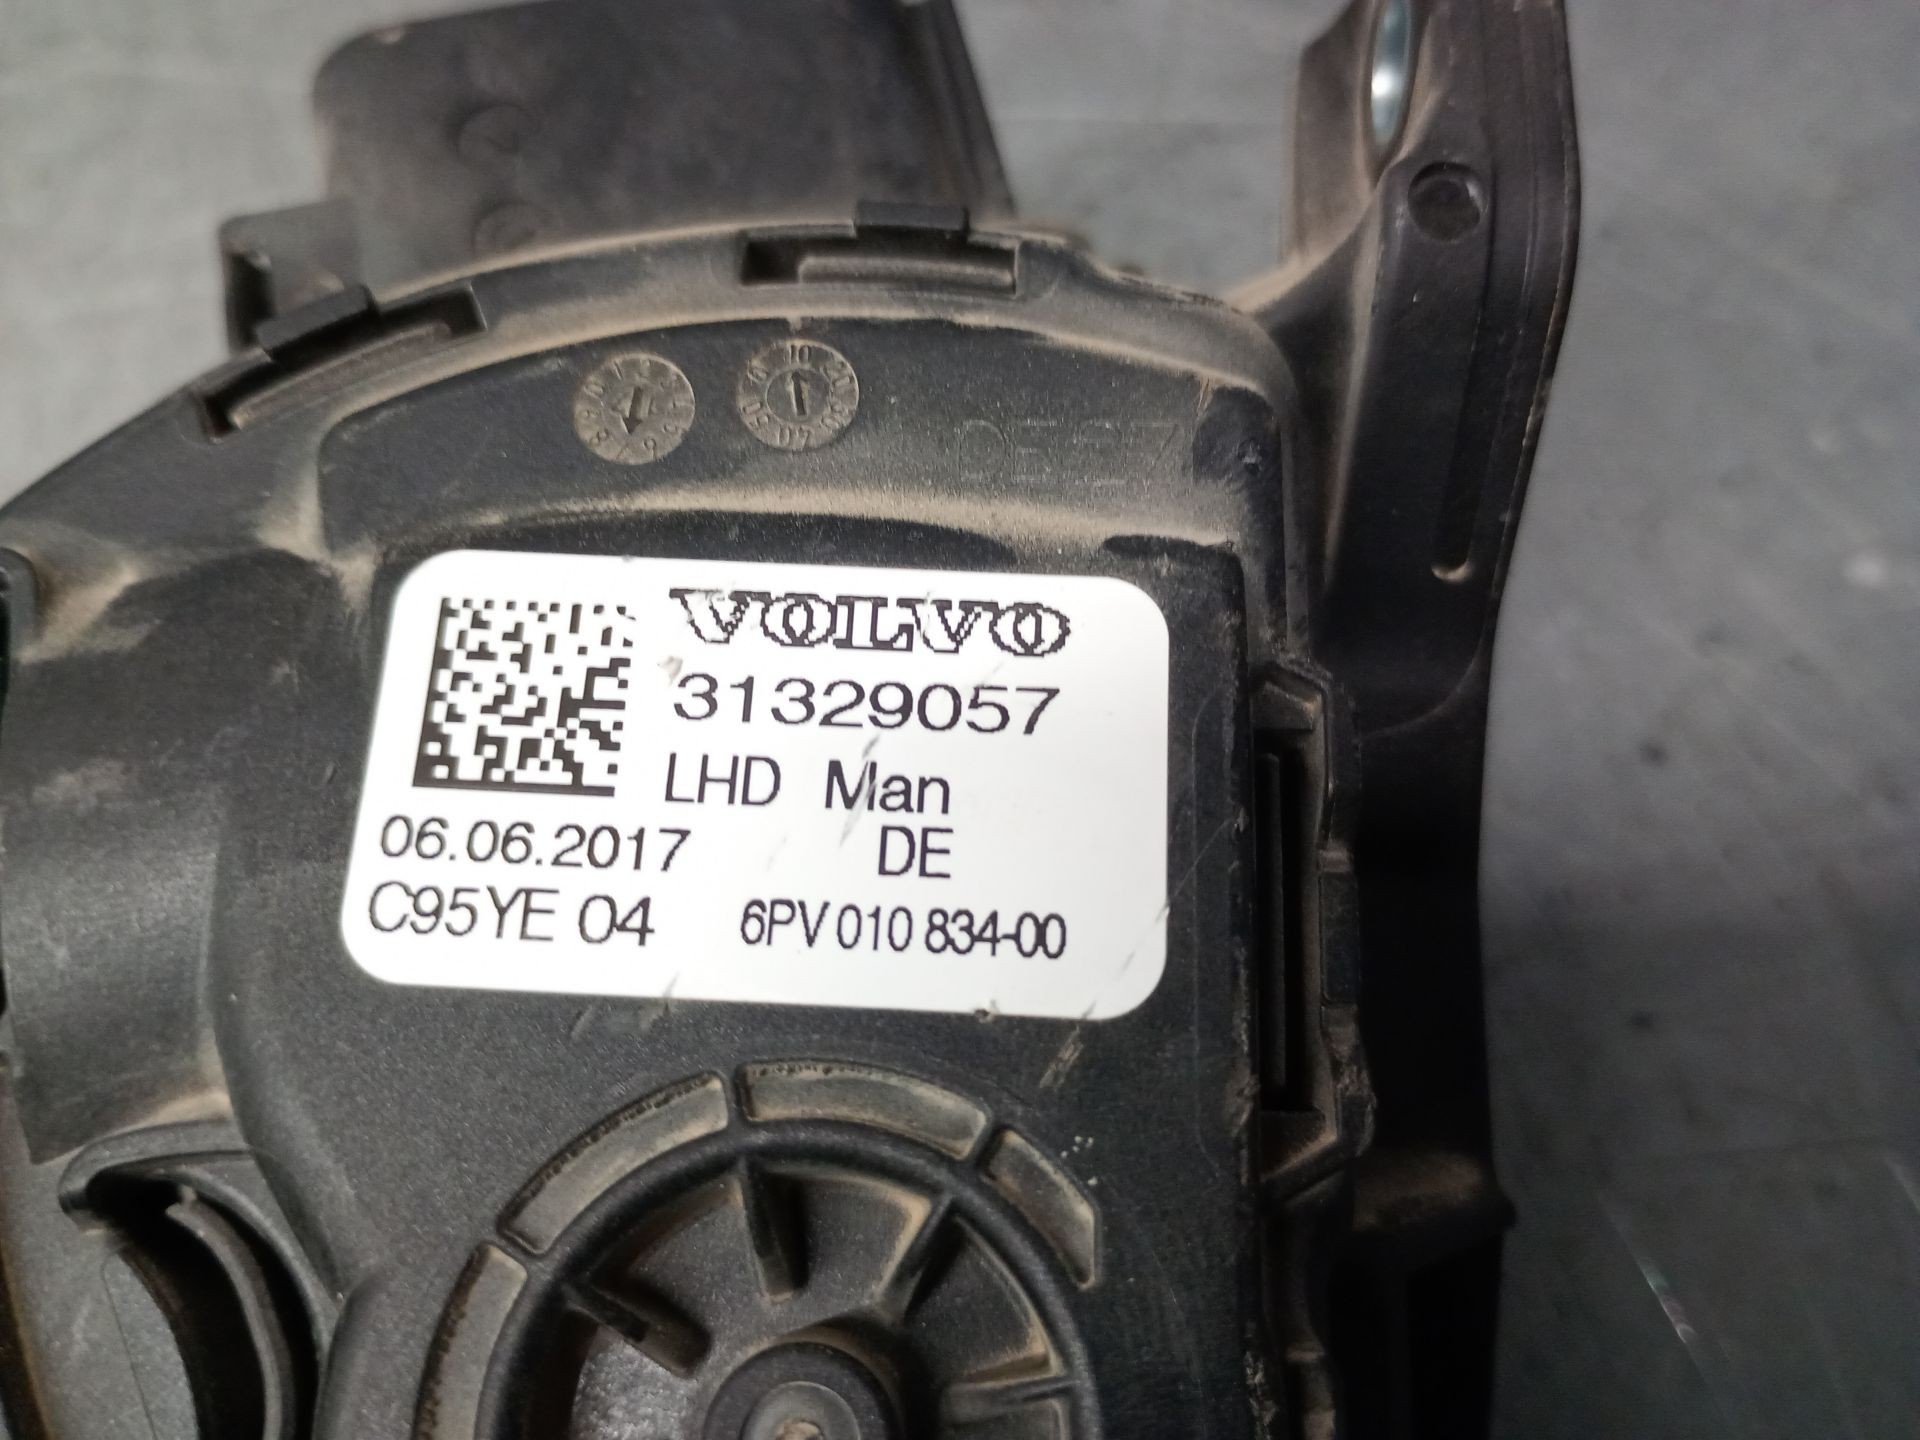 VOLVO
31329057
LHD Man
06.06.2017 DE
C95YE 04 6PV 010 834-00